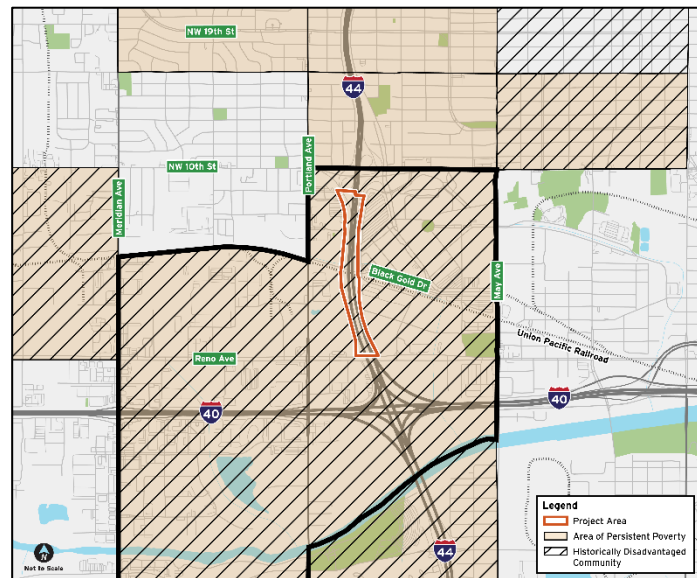 NW 19th St
44
NW 10th St
Portland Ave
Meridian Ave
Black Gold Dr
May Ave
Union Pacific Railroad
Reno Ave
40
40
44
N
Not to Scale
Legend
Project Area
Area of Persistent Poverty
Historically Disadvantaged
Community